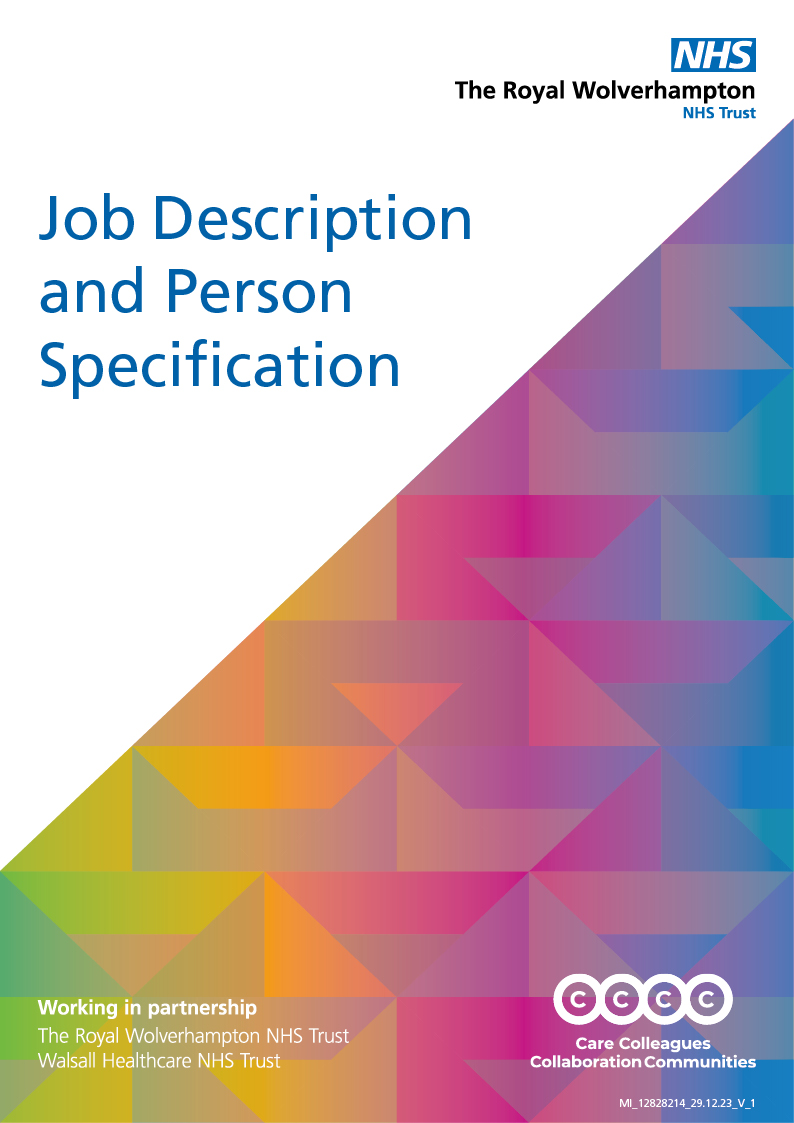 NHS
The Royal Wolverhampton
NHS Trust
Job Description
and Person
Specification
Working in partnership
The Royal Wolverhampton NHS Trust
Walsall Healthcare NHS Trust
C C C C
Care Colleagues
Collaboration Communities
MI_12828214_29.12.23_V_1